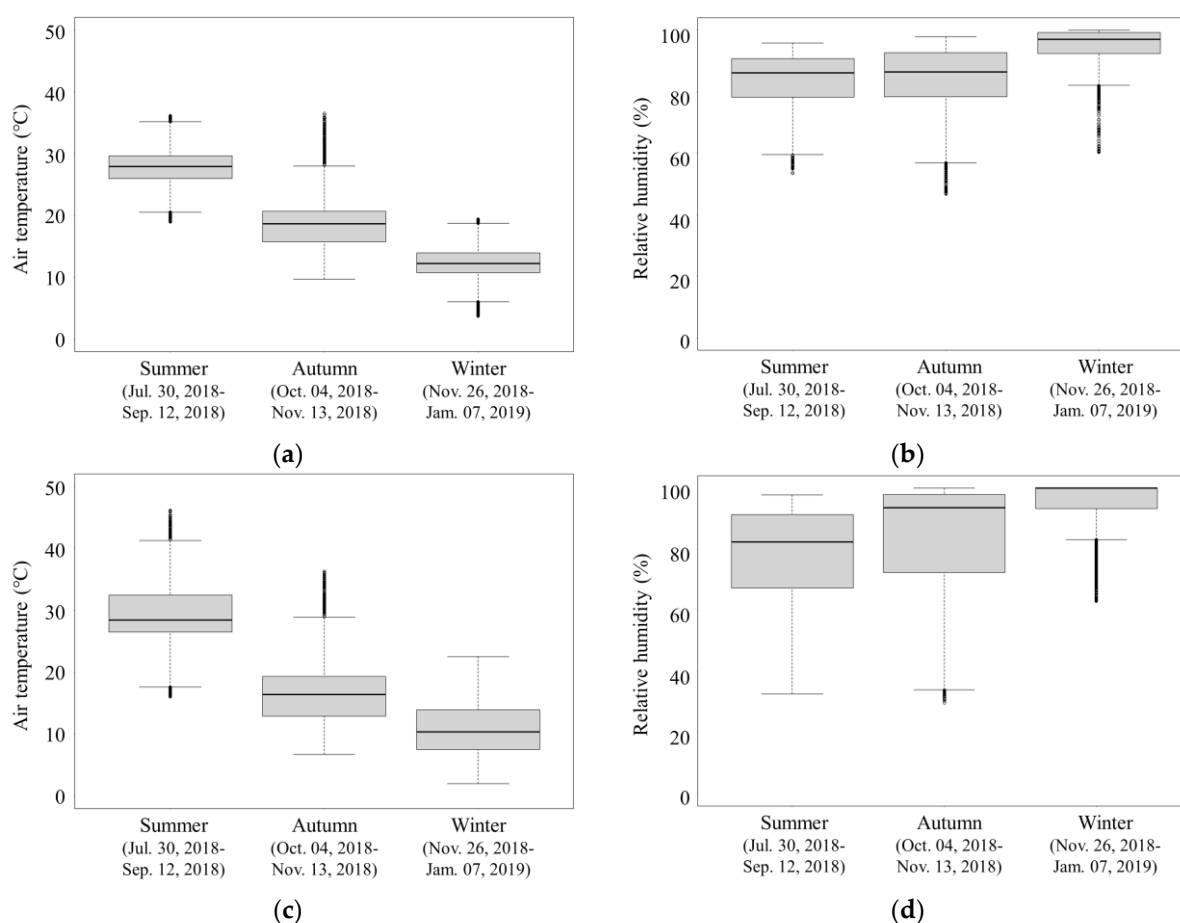 50
40
30
20
10
0
Air temperature (°C)
Summer
(Jul. 30, 2018-
Sep. 12, 2018)
Autumn
(Oct. 04, 2018-
Nov. 13, 2018)
Winter
(Nov. 26, 2018-
Jam. 07, 2019)
(a)
100
80
60
40
20
0
Relative humidity (%)
Summer
(Jul. 30, 2018-
Sep. 12, 2018)
Autumn
(Oct. 04, 2018-
Nov. 13, 2018)
Winter
(Nov. 26, 2018-
Jam. 07, 2019)
(b)
50
40
30
20
10
0
Air temperature (°C)
Summer
(Jul. 30, 2018-
Sep. 12, 2018)
Autumn
(Oct. 04, 2018-
Nov. 13, 2018)
Winter
(Nov. 26, 2018-
Jam. 07, 2019)
(c)
100
80
60
40
20
0
Relative humidity (%)
Summer
(Jul. 30, 2018-
Sep. 12, 2018)
Autumn
(Oct. 04, 2018-
Nov. 13, 2018)
Winter
(Nov. 26, 2018-
Jam. 07, 2019)
(d)